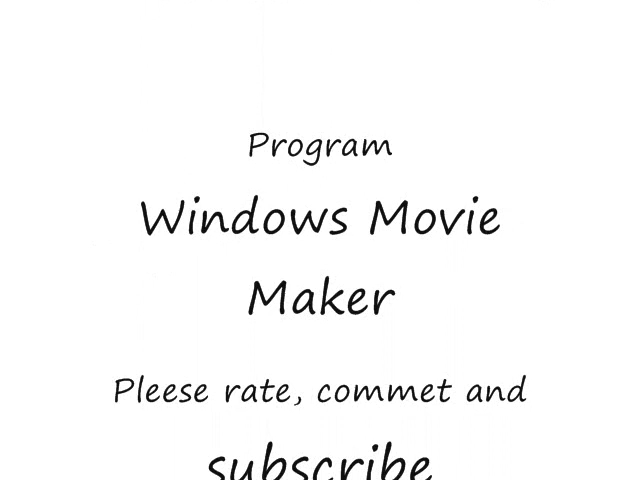 Program
Windows Movie
Maker
Pleese rate, commet and
subscribe